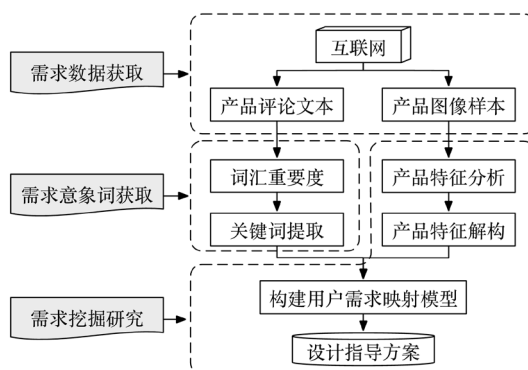 互联网
需求数据获取
产品评论文本
产品图像样本
词汇重要度
产品特征分析
需求意象词获取
关键词提取
产品特征解构
构建用户需求映射模型
需求挖掘研究
设计指导方案